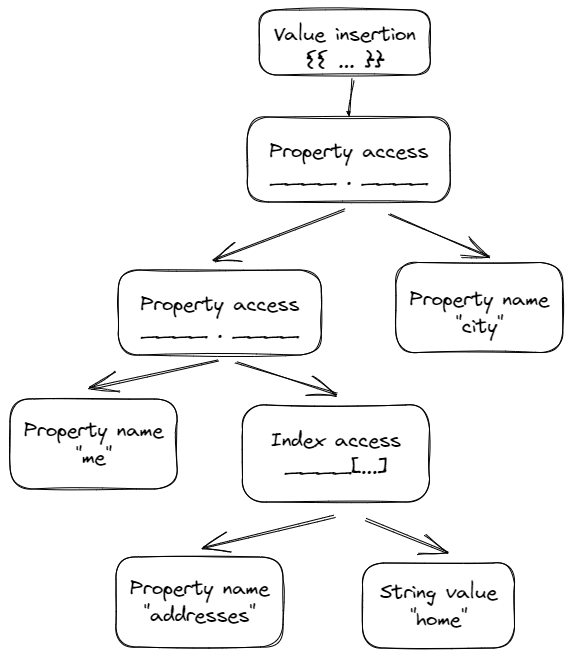 Value insertion
{{ ... }}
Property access
_____ . _____
Property access
_____ . _____
Property name
"city"
Property name
"me"
Index access
_____[...]
Property name
"addresses"
String value
"home"